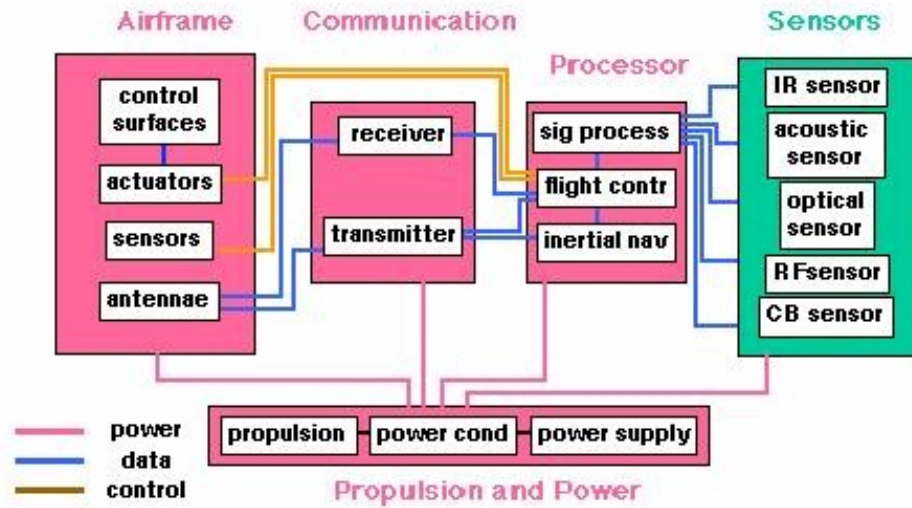 Airframe
Communication
Sensors
Processor
control
surfaces
actuators
sensors
antennae
receiver
transmitter
sig process
flight contr
inertial nav
IR sensor
acoustic
sensor
optical
sensor
RFsensor
CB sensor
propulsion
power cond
power supply
Propulsion and Power
power
data
control